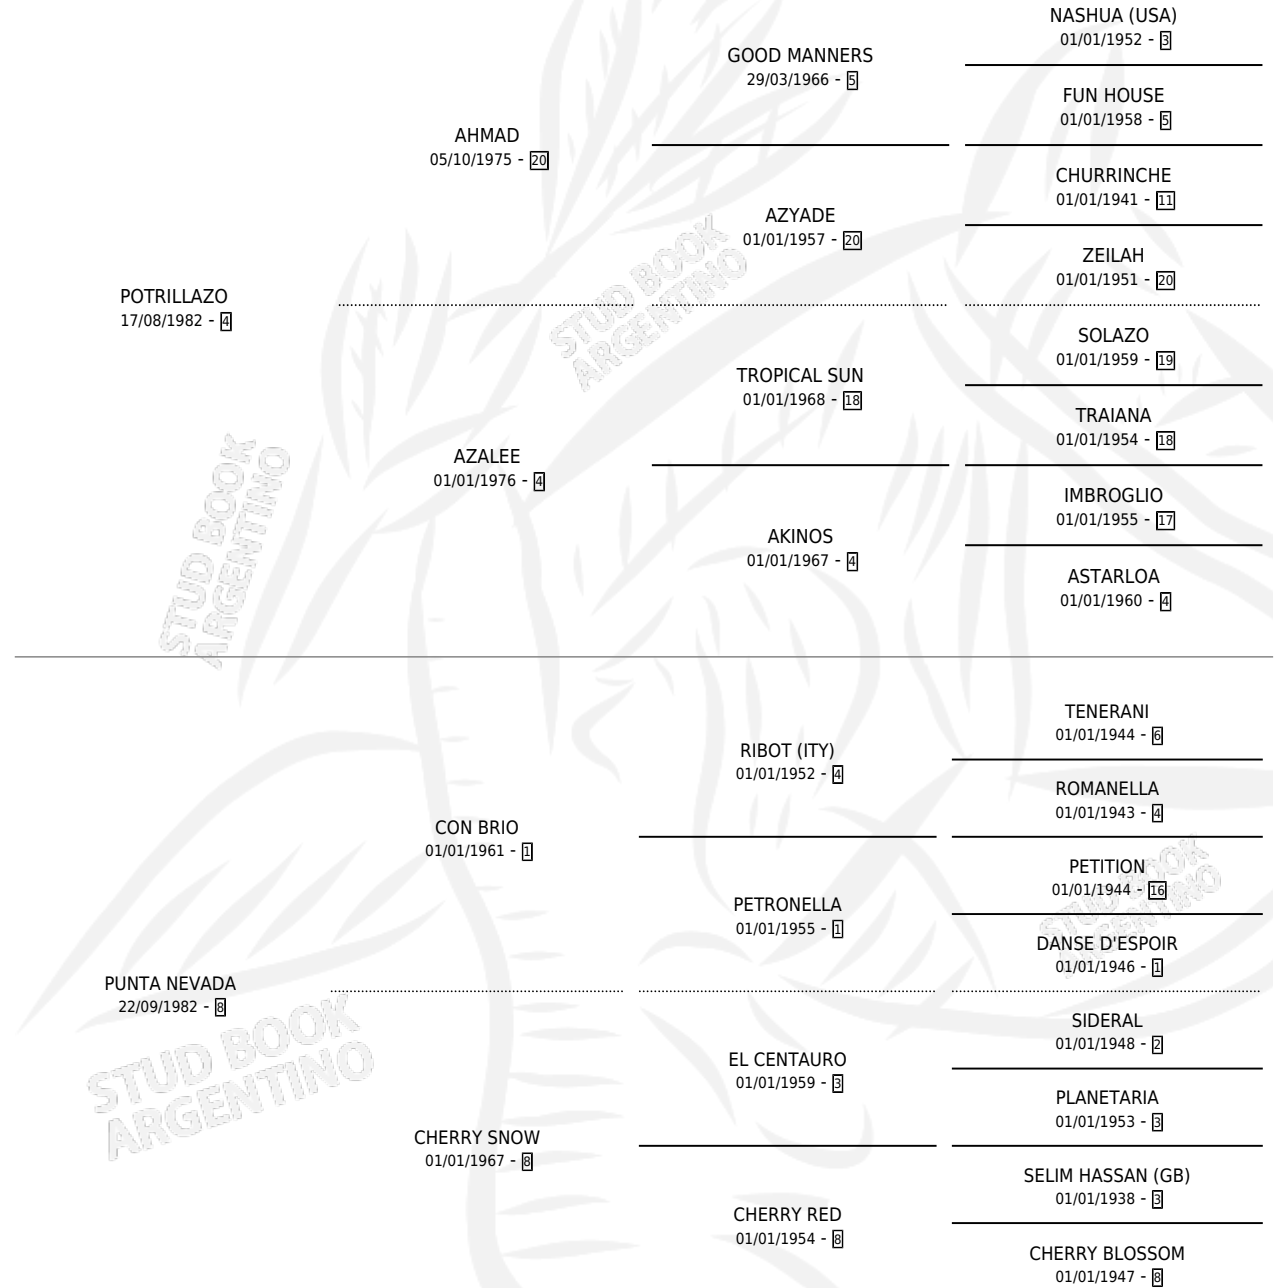 NASHUA (USA)
01/01/1952 - 3
GOOD MANNERS
29/03/1966 - 5
FUN HOUSE
01/01/1958 - 5
AHMAD
05/10/1975 - 20
CHURRINCHE
01/01/1941 - 11
AZYADE
01/01/1957 - 20
ZEILAH
01/01/1951 - 20
POTRILLAZO
17/08/1982 - 4
SOLAZO
01/01/1959 - 19
TROPICAL SUN
01/01/1968 - 18
TRAIANA
01/01/1954 - 18
AZALEE
01/01/1976 - 4
IMBROGLIO
01/01/1955 - 17
AKINOS
01/01/1967 - 4
ASTARLOA
01/01/1960 - 4
STUD BOOK
ARGENTINO
STUD BOOK
ARGENTINO
TENERANI
01/01/1944 - 6
RIBOT (ITY)
01/01/1952 - 4
ROMANELLA
01/01/1943 - 4
CON BRIO
01/01/1961 - 1
PETITION
01/01/1944 - 16
PETRONELLA
01/01/1955 - 1
DANSE D'ESPOIR
01/01/1946 - 1
STUD BOOK
ARGENTINO
PUNTA NEVADA
22/09/1982 - 8
SIDERAL
01/01/1948 - 2
EL CENTAURO
01/01/1959 - 3
PLANETARIA
01/01/1953 - 3
CHERRY SNOW
01/01/1967 - 8
SELIM HASSAN (GB)
01/01/1938 - 3
CHERRY RED
01/01/1954 - 8
CHERRY BLOSSOM
01/01/1947 - 8
STUD BOOK
ARGENTINO